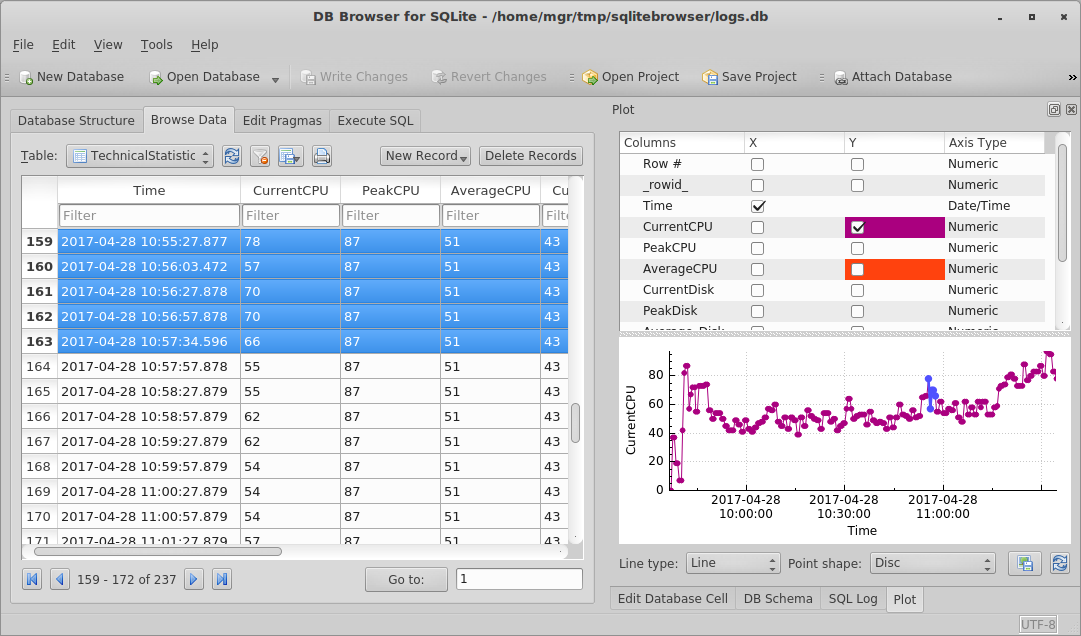 DB Browser for SQLite - /home/mgr/tmp/sqlitebrowser/logs.db
File Edit View Tools Help
New Database Open Database Write Changes Revert Changes Open Project Save Project Attach Database »
Database Structure Browse Data Edit Pragmas Execute SQL
Table: TechnicalStatistic New Record Delete Records
Time CurrentCPU PeakCPU AverageCPU Cu
Filter Filter Filter Filter Filte
159 2017-04-28 10:55:27.877 78 87 51 43
160 2017-04-28 10:56:03.472 57 87 51 43
161 2017-04-28 10:56:27.878 70 87 51 43
162 2017-04-28 10:56:57.878 70 87 51 43
163 2017-04-28 10:57:34.596 66 87 51 43
164 2017-04-28 10:57:57.878 55 87 51 43
165 2017-04-28 10:58:27.879 55 87 51 43
166 2017-04-28 10:58:57.879 62 87 51 43
167 2017-04-28 10:59:27.879 62 87 51 43
168 2017-04-28 10:59:57.879 54 87 51 43
169 2017-04-28 11:00:27.879 54 87 51 43
170 2017-04-28 11:00:57.879 54 87 51 43
171 2017-04-28 11:01:27.879 57 87 51 43
159 - 172 of 237 Go to: 1
Plot
Columns X Y Axis Type
Row # Numeric
_rowid_ Numeric
Time Date/Time
CurrentCPU Numeric
PeakCPU Numeric
AverageCPU Numeric
CurrentDisk Numeric
PeakDisk Numeric
Average_Disk Numeric
CurrentCPU
80
60
40
20
0
2017-04-28 2017-04-28 2017-04-28
10:00:00 10:30:00 11:00:00
Time
Line type: Line Point shape: Disc
Edit Database Cell DB Schema SQL Log Plot
UTF-8